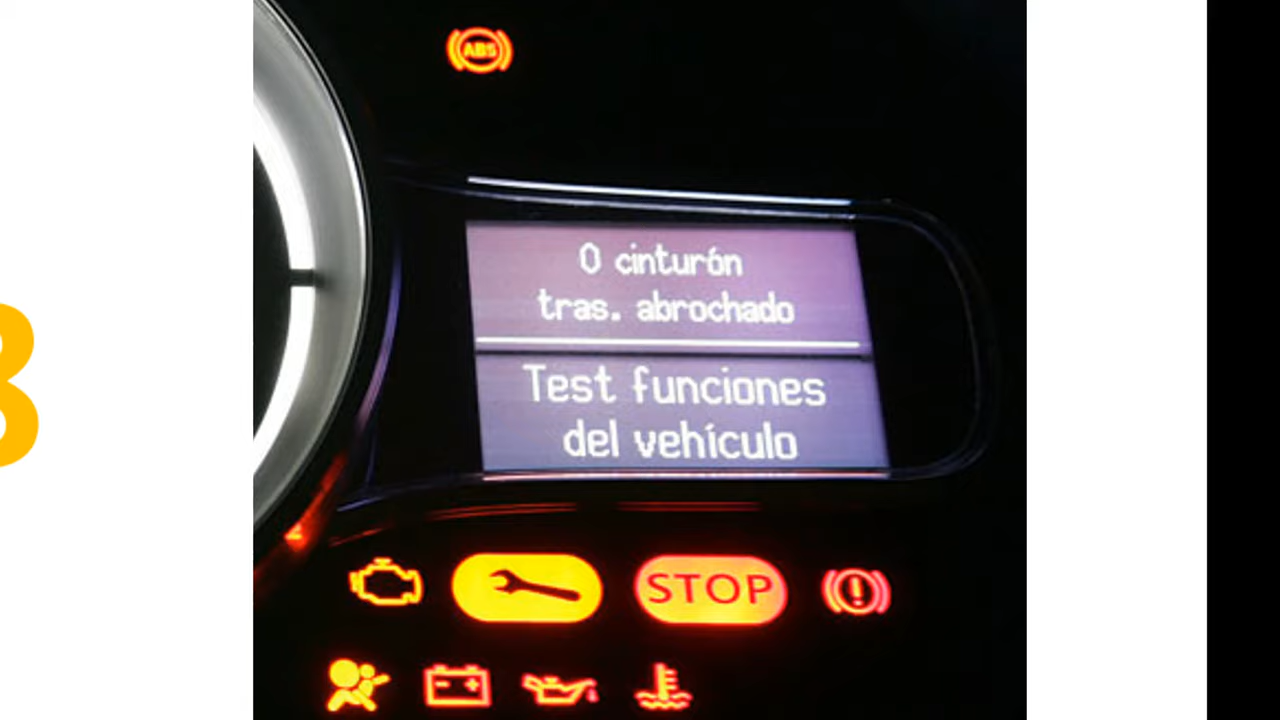 ABS
0 cinturón
tras. abrochado
Test funciones
del vehículo
STOP